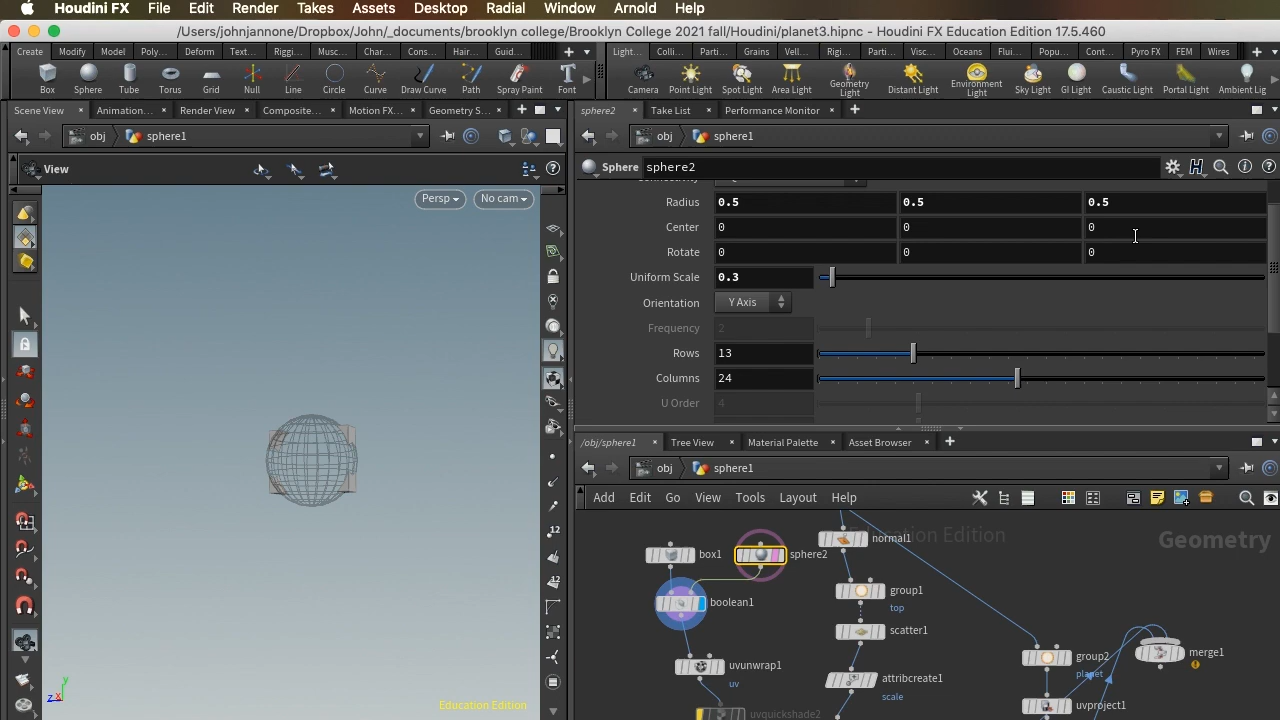 Houdini FX File Edit Render Takes Assets Desktop Radial Window Arnold Help
/Users/johnjannone/Dropbox/John/_documents/brooklyn college/Brooklyn College 2021 fall/Houdini/planet3.hipnc - Houdini FX Education Edition 17.5.460
Create Modify Model Poly... Deform Text... Riggi... Musc... Char... Cons... Hair... Guid... Light... Colli... Parti... Grains Vell... Rig... Parti... Visc... Oceans Flui... Popu... Cont... Pyro FX FEM Wires
Box Sphere Tube Torus Grid Null Line Circle Curve Draw Curve Path Spray Paint Font Camera Point Light Spot Light Area Light Geometry Light Distant Light Environment Light Sky Light GI Light Caustic Light Portal Light Ambient Lig
Scene View Animation... Render View Composite... Motion FX... Geometry S... sphere2 Take List Performance Monitor
obj sphere1 obj sphere1
View
Sphere sphere2
Persp No cam
Radius 0.5 0.5 0.5
Center 0 0 0
Rotate 0 0 0
Uniform Scale 0.3
Orientation Y Axis
Frequency 2
Rows 13
Columns 24
U Order 4
/obj/sphere1 Tree View Material Palette Asset Browser
obj sphere1
Add Edit Go View Tools Layout Help
Education Edition
Geometry
normal1
box1 sphere2
group1
top
boolean1
scatter1
group2
planet
merge1
uvunwrap1
uv
attribcreate1
scale
uvproject1
uvquickshade2
12
12
z x y
Education Edition